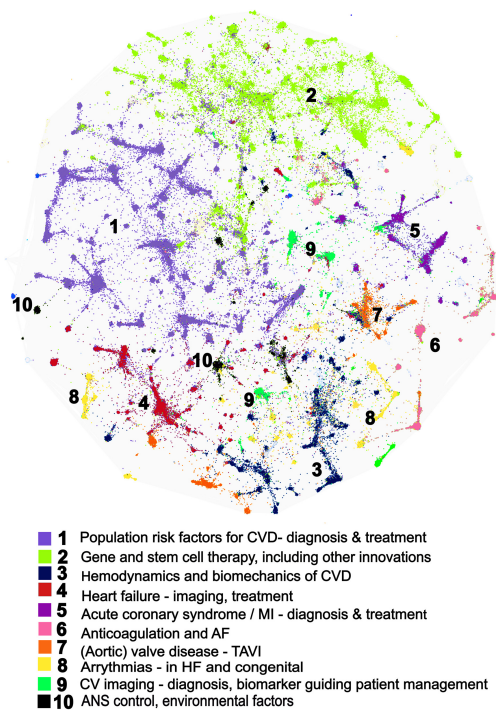 2
1
5
9
10
7
6
10
8
9
4
8
3
1 Population risk factors for CVD- diagnosis & treatment
2 Gene and stem cell therapy, including other innovations
3 Hemodynamics and biomechanics of CVD
4 Heart failure - imaging, treatment
5 Acute coronary syndrome / MI - diagnosis & treatment
6 Anticoagulation and AF
7 (Aortic) valve disease - TAVI
8 Arrythmias - in HF and congenital
9 CV imaging - diagnosis, biomarker guiding patient management
10 ANS control, environmental factors